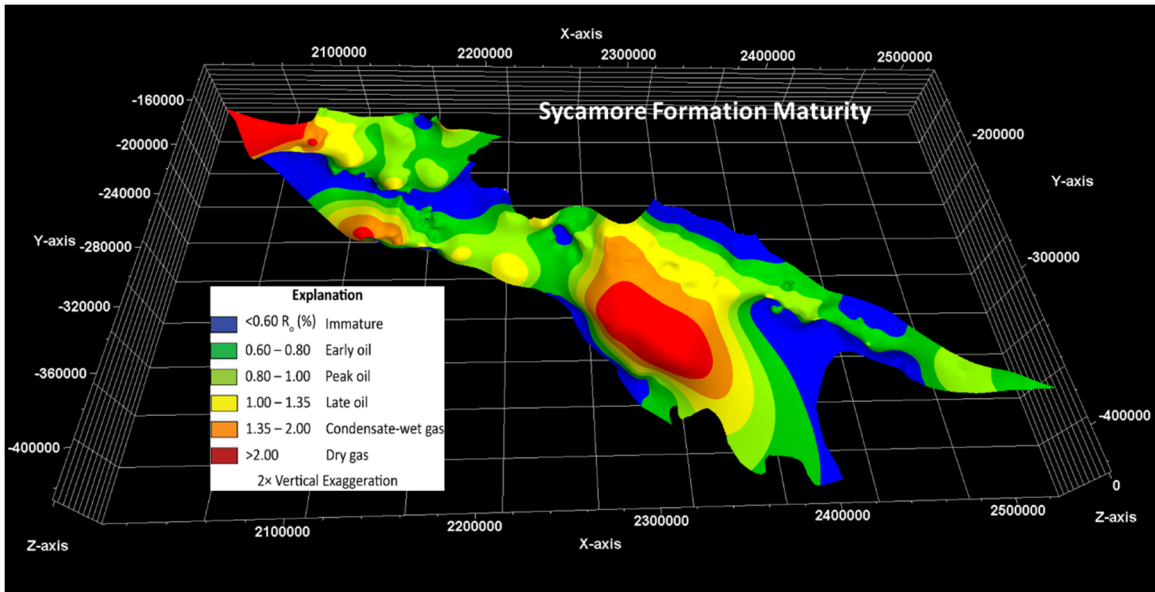 X-axis
2100000
2200000
2300000
2400000
2500000
Sycamore Formation Maturity
-160000
-200000
-240000
Y-axis
-280000
-320000
-360000
-400000
-200000
Y-axis
-300000
-400000
0
Z-axis
Explanation
<0.60 Ro (%) Immature
0.60 – 0.80 Early oil
0.80 – 1.00 Peak oil
1.00 – 1.35 Late oil
1.35 – 2.00 Condensate-wet gas
>2.00 Dry gas
2× Vertical Exaggeration
Z-axis
2100000
2200000
2300000
2400000
2500000
X-axis